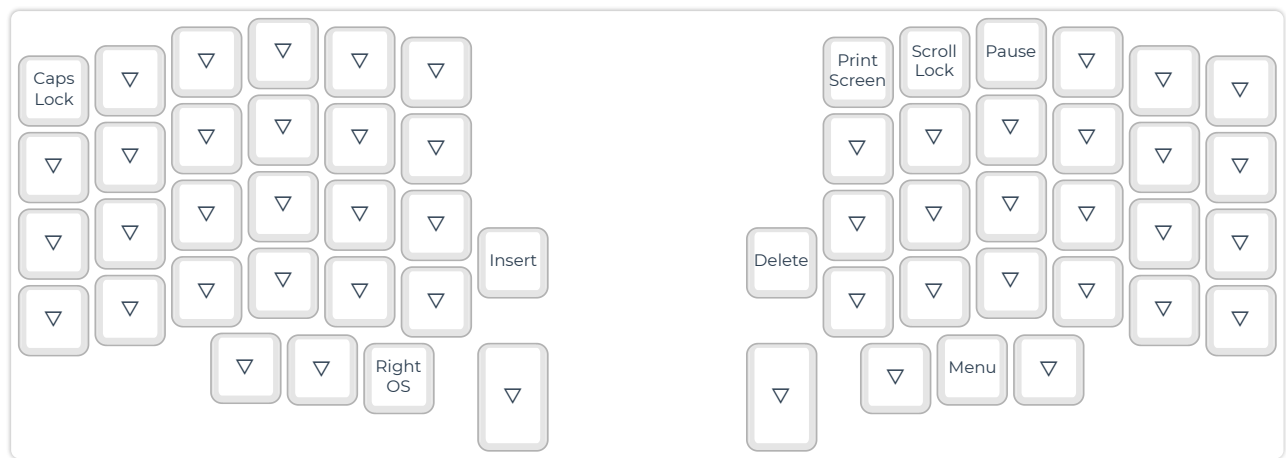 Caps
Lock
Print
Screen
Scroll
Lock
Pause
Insert
Delete
Right
OS
Menu